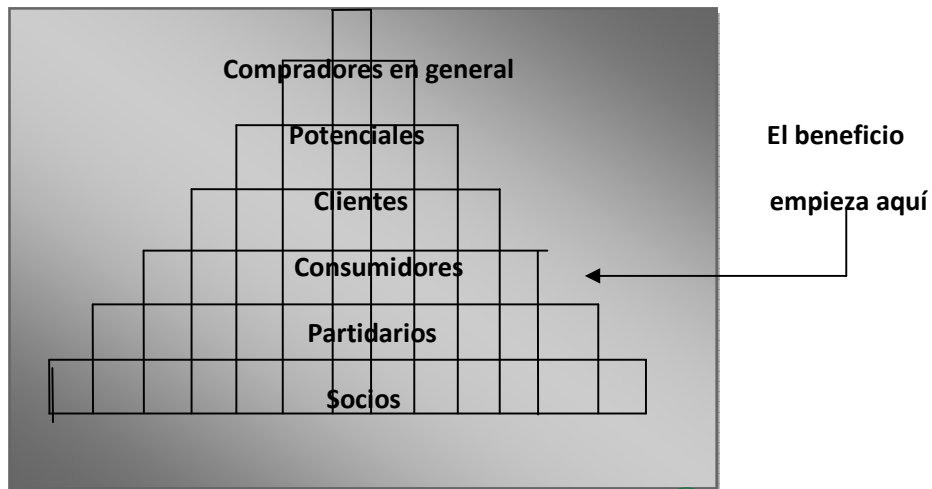 Compradores en general
Potenciales
El beneficio
Clientes
empieza aquí
Consumidores
Partidarios
Socios